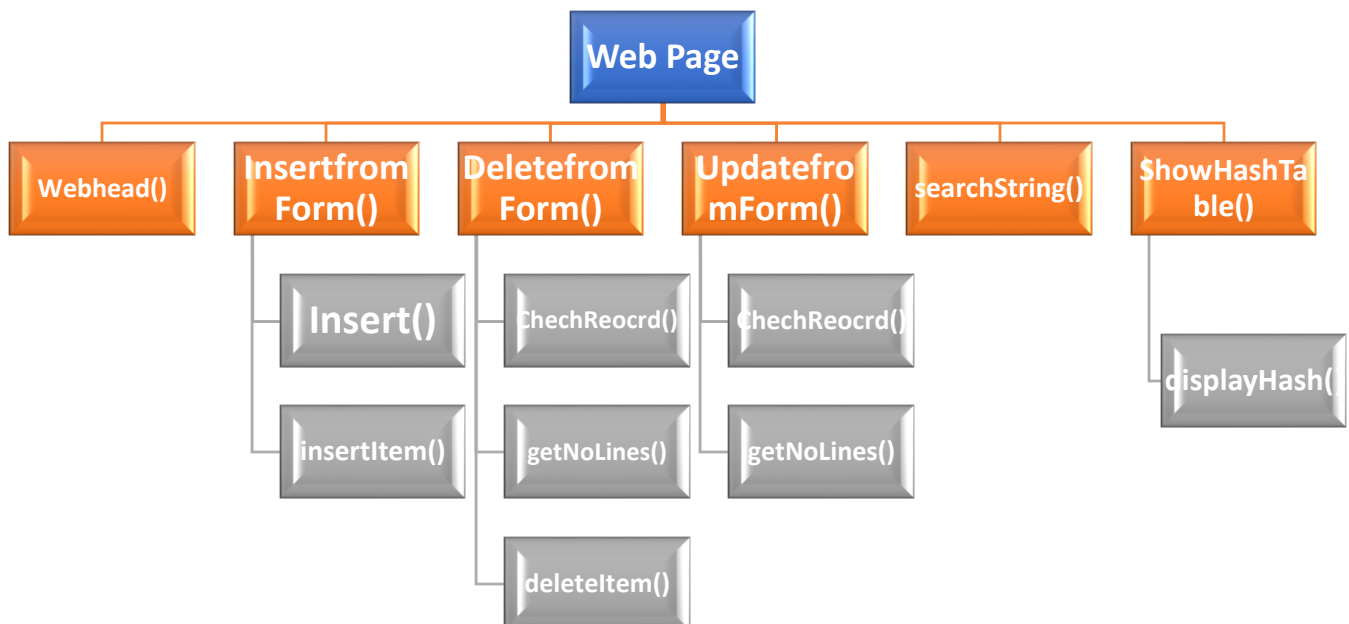 Web Page
Webhead()
Insertfrom
Form()
Deletefrom
Form()
Updatefro
mForm()
searchString()
ShowHashTa
ble()
Insert()
ChechReocrd()
ChechReocrd()
displayHash()
insertItem()
getNoLines()
getNoLines()
deleteItem()